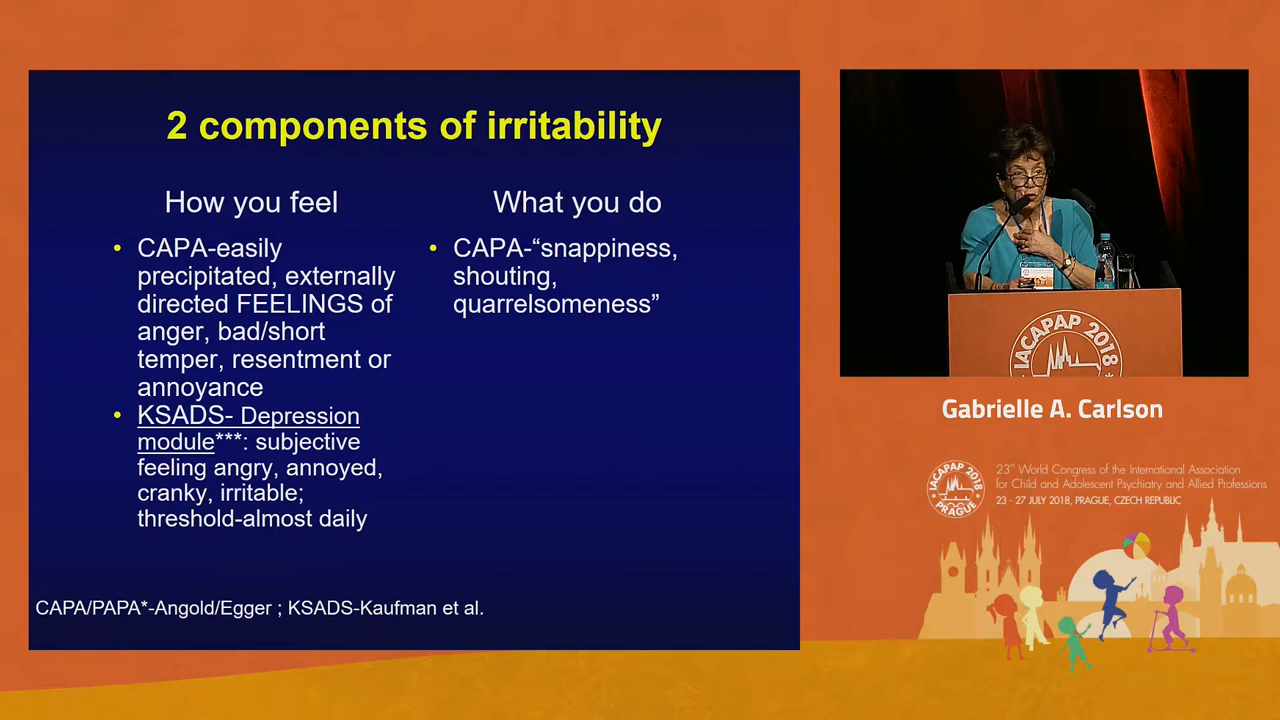 2 components of irritability
How you feel
• CAPA-easily
precipitated, externally
directed FEELINGS of
anger, bad/short
temper, resentment or
annoyance
• KSADS- Depression
module***: subjective
feeling angry, annoyed,
cranky, irritable;
threshold-almost daily
What you do
• CAPA-“snappiness,
shouting,
quarrelsomeness”
CAPA/PAPA*-Angold/Egger ; KSADS-Kaufman et al.
IACAPAP 2018
Gabrielle A. Carlson
IACAPAP 2018
PRAGUE
23rd World Congress of the International Association
for Child and Adolescent Psychiatry and Allied Professions
23 - 27 JULY 2018, PRAGUE, CZECH REPUBLIC